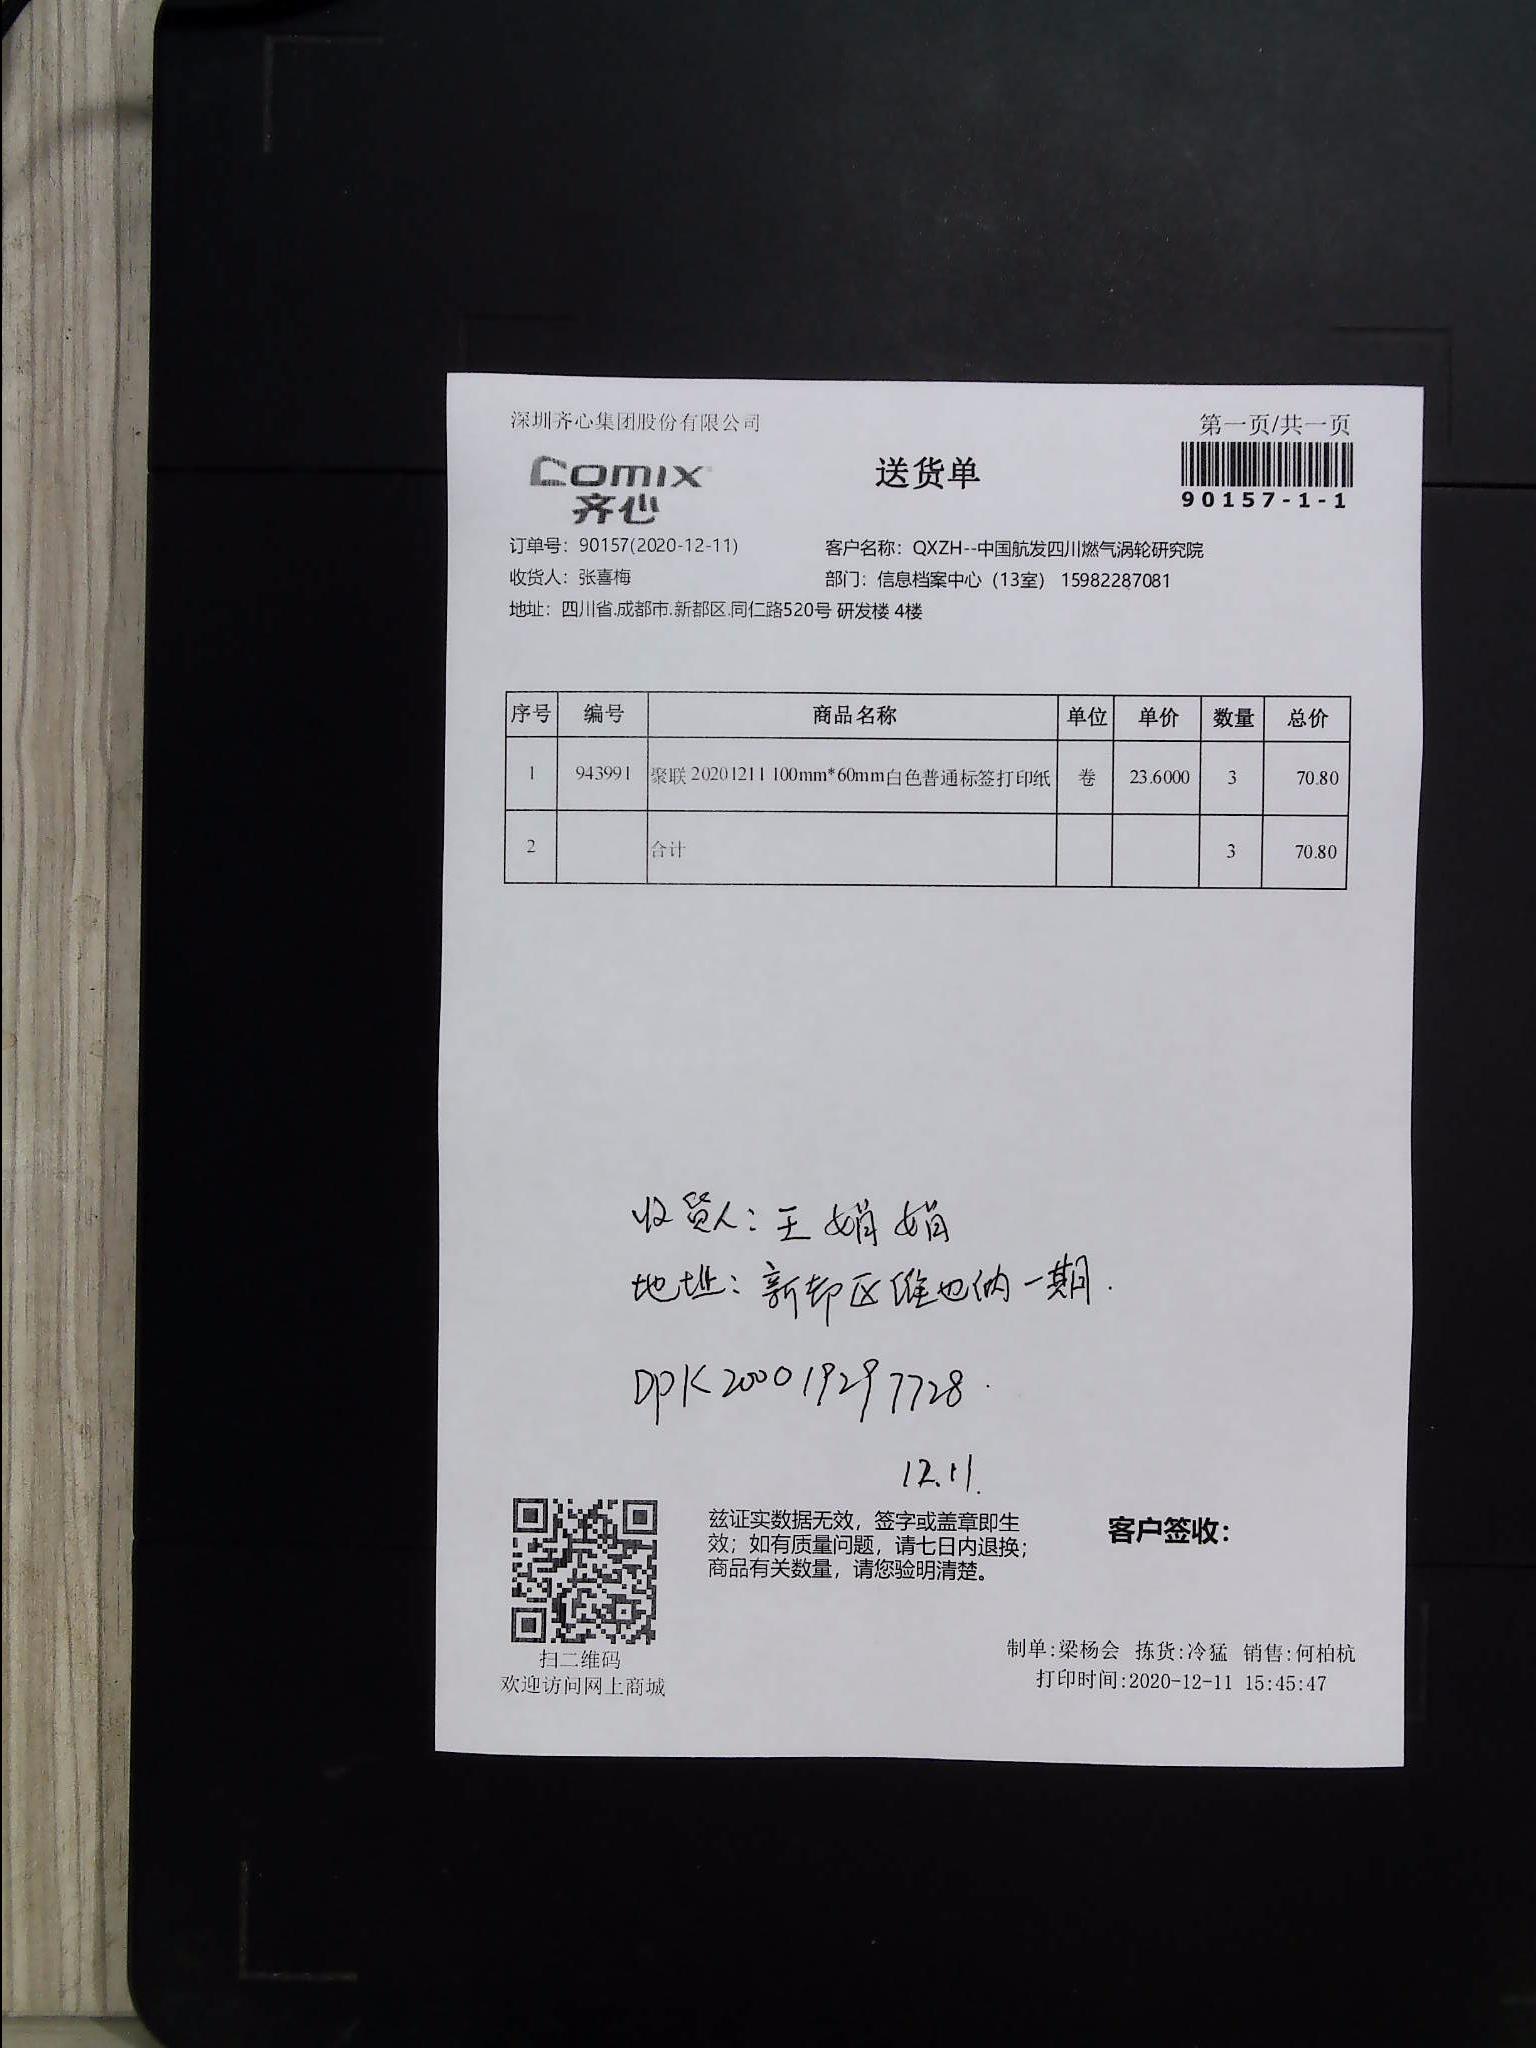 深圳齐心集团股份有限公司
第一页/共一页
comix
齐心
送货单
90157-1-1
订单号：90157(2020-12-11)
客户名称：QXZH--中国航发四川燃气涡轮研究院
收货人：张喜梅
部门：信息档案中心（13室） 15982287081
地址：四川省.成都市.新都区.同仁路520号 研发楼 4楼
序号 编号 商品名称 单位 单价 数量 总价
1 943991 聚联 20201211 100mm*60mm白色普通标签打印纸 卷 23.6000 3 70.80
2 合计 3 70.80
收货人：王娟娟
地址：新都区维也纳一期.
DPK200019297728.
12.11.
兹证实数据无效，签字或盖章即生
效；如有质量问题，请七日内退换；
商品有关数量，请您验明清楚。
客户签收：
扫二维码
欢迎访问网上商城
制单:梁杨会 拣货:冷猛 销售:何柏杭
打印时间:2020-12-11 15:45:47